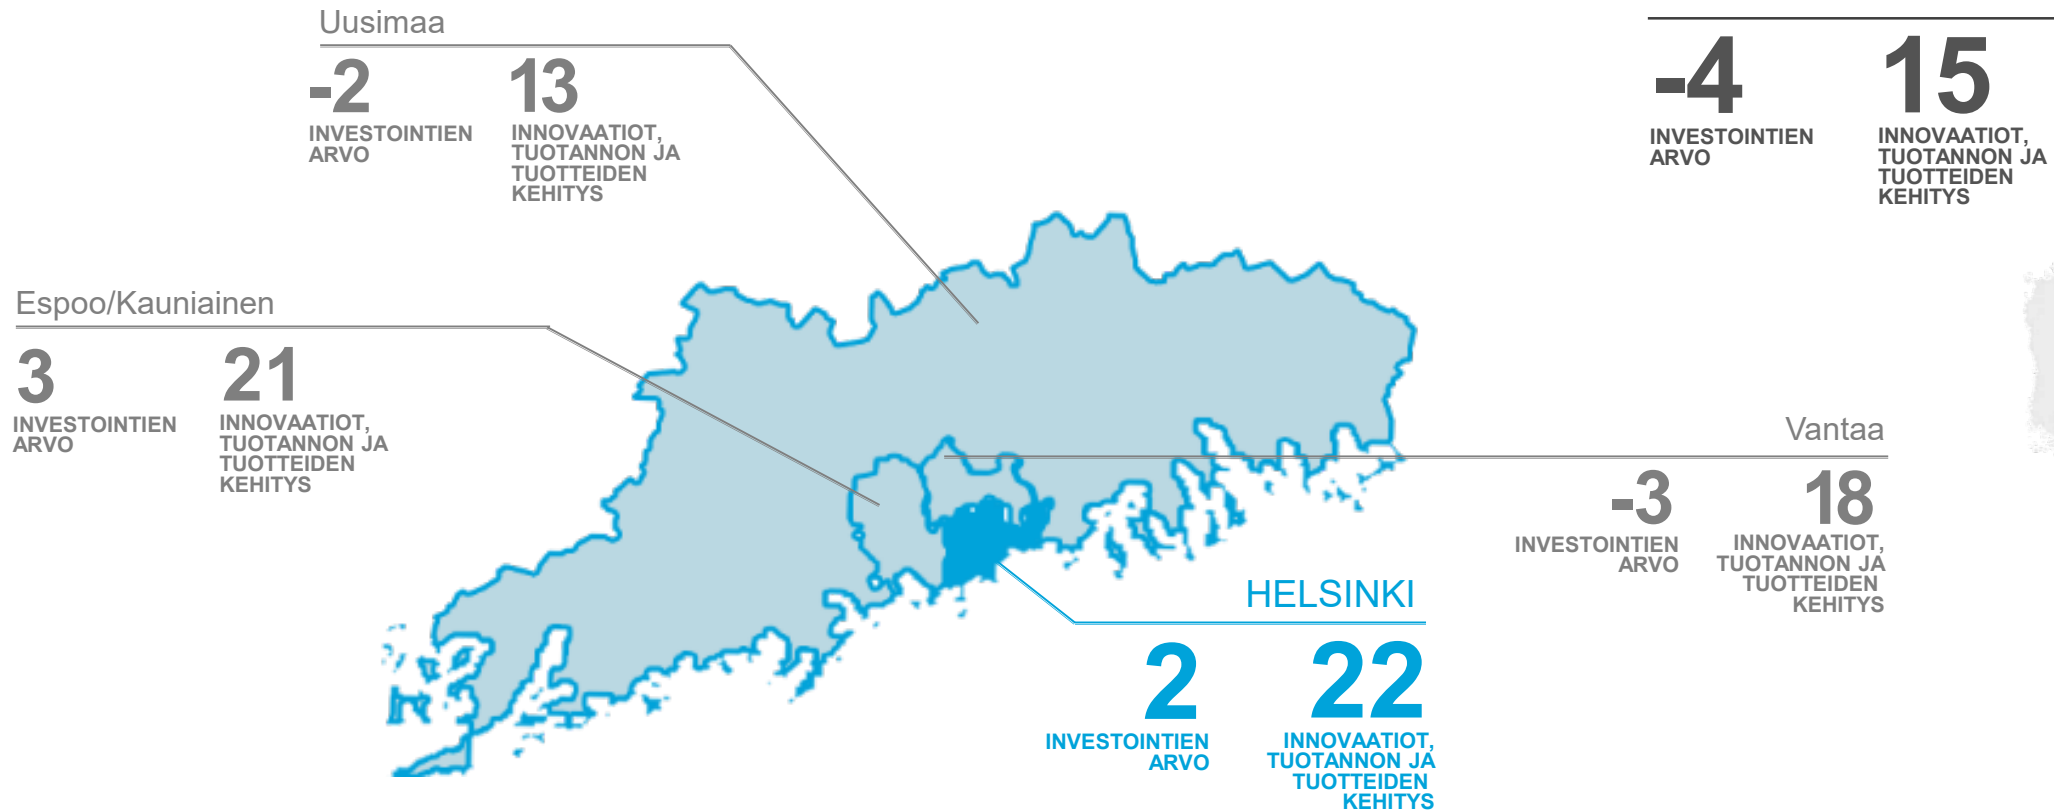 Uusimaa
-2
INVESTOINTIEN
ARVO
13
INNOVAATIOT,
TUOTANNON JA
TUOTTEIDEN
KEHITYS
-4
INVESTOINTIEN
ARVO
15
INNOVAATIOT,
TUOTANNON JA
TUOTTEIDEN
KEHITYS
Espoo/Kauniainen
3
INVESTOINTIEN
ARVO
21
INNOVAATIOT,
TUOTANNON JA
TUOTTEIDEN
KEHITYS
Vantaa
-3
INVESTOINTIEN
ARVO
18
INNOVAATIOT,
TUOTANNON JA
TUOTTEIDEN
KEHITYS
HELSINKI
2
INVESTOINTIEN
ARVO
22
INNOVAATIOT,
TUOTANNON JA
TUOTTEIDEN
KEHITYS